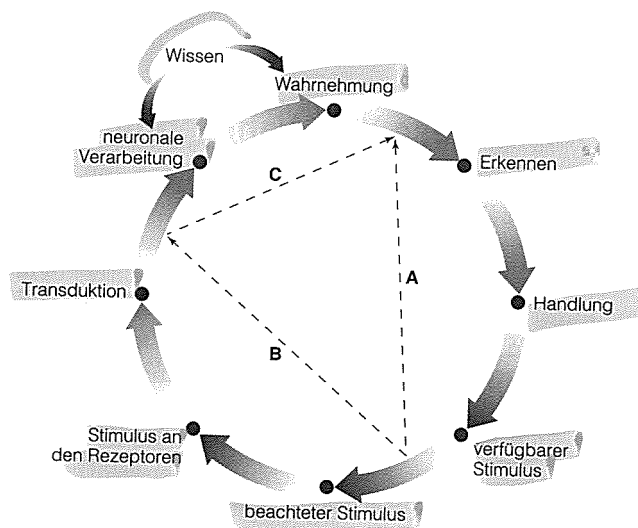 Wissen
Wahrnehmung
neuronale
Verarbeitung
Erkennen
C
A
Transduktion
Handlung
B
Stimulus an
den Rezeptoren
verfügbarer
Stimulus
beachteter Stimulus